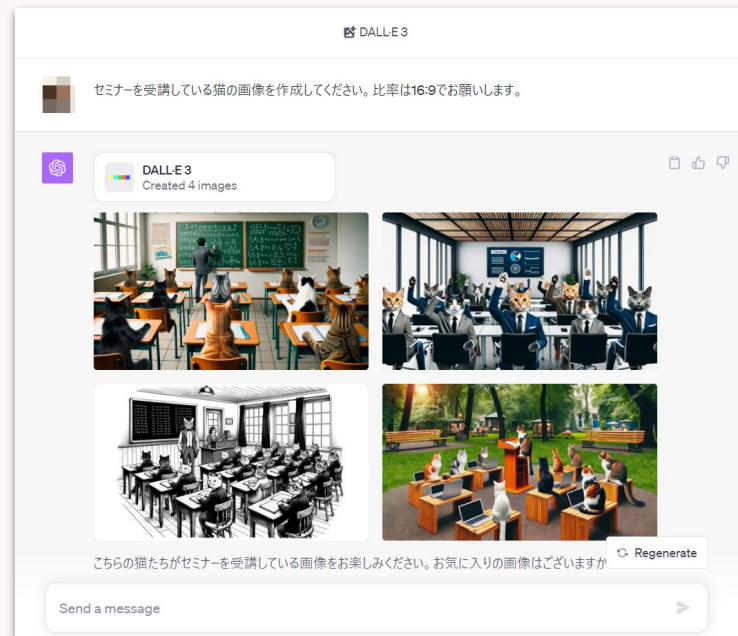 DALL·E 3
セミナーを受講している猫の画像を作成してください。比率は16:9でお願いします。
DALL·E 3
Created 4 images
こちらの猫たちがセミナーを受講している画像をお楽しみください。お気に入りの画像はございますか
Regenerate
Send a message